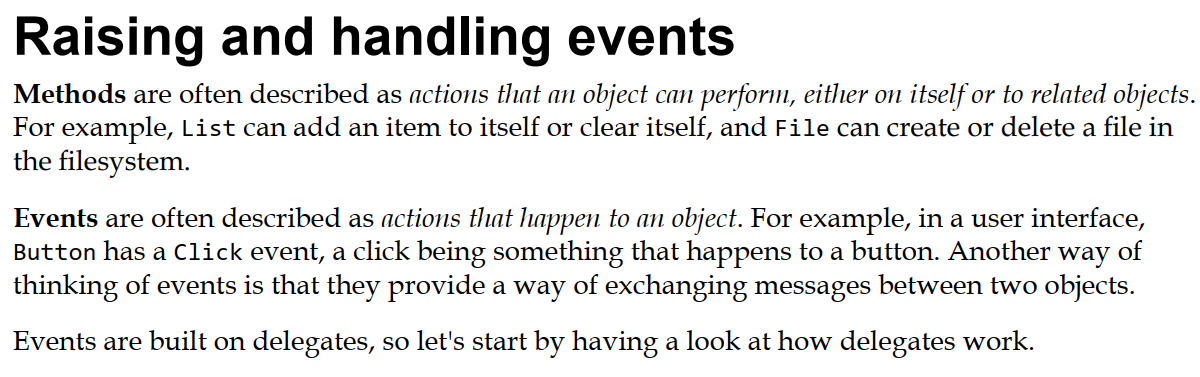 Raising and handling events
Methods are often described as actions that an object can perform, either on itself or to related objects.
For example, List can add an item to itself or clear itself, and File can create or delete a file in
the filesystem.
Events are often described as actions that happen to an object. For example, in a user interface,
Button has a Click event, a click being something that happens to a button. Another way of
thinking of events is that they provide a way of exchanging messages between two objects.
Events are built on delegates, so let's start by having a look at how delegates work.